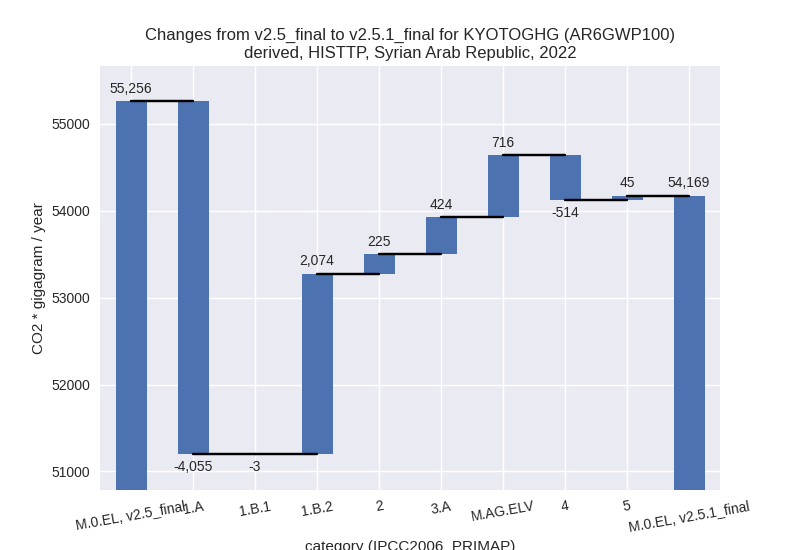 Changes from v2.5_final to v2.5.1_final for KYOTOGHG (AR6GWP100)
derived, HISTTP, Syrian Arab Republic, 2022
CO2 * gigagram / year
55000
54000
53000
52000
51000
55,256
-4,055
-3
2,074
225
424
716
-514
45
54,169
M.0.EL, v2.5_final
1.A
1.B.1
1.B.2
2
3.A
M.AG.ELV
4
5
M.0.EL, v2.5.1_final
category (IPCC2006_PRIMAP)